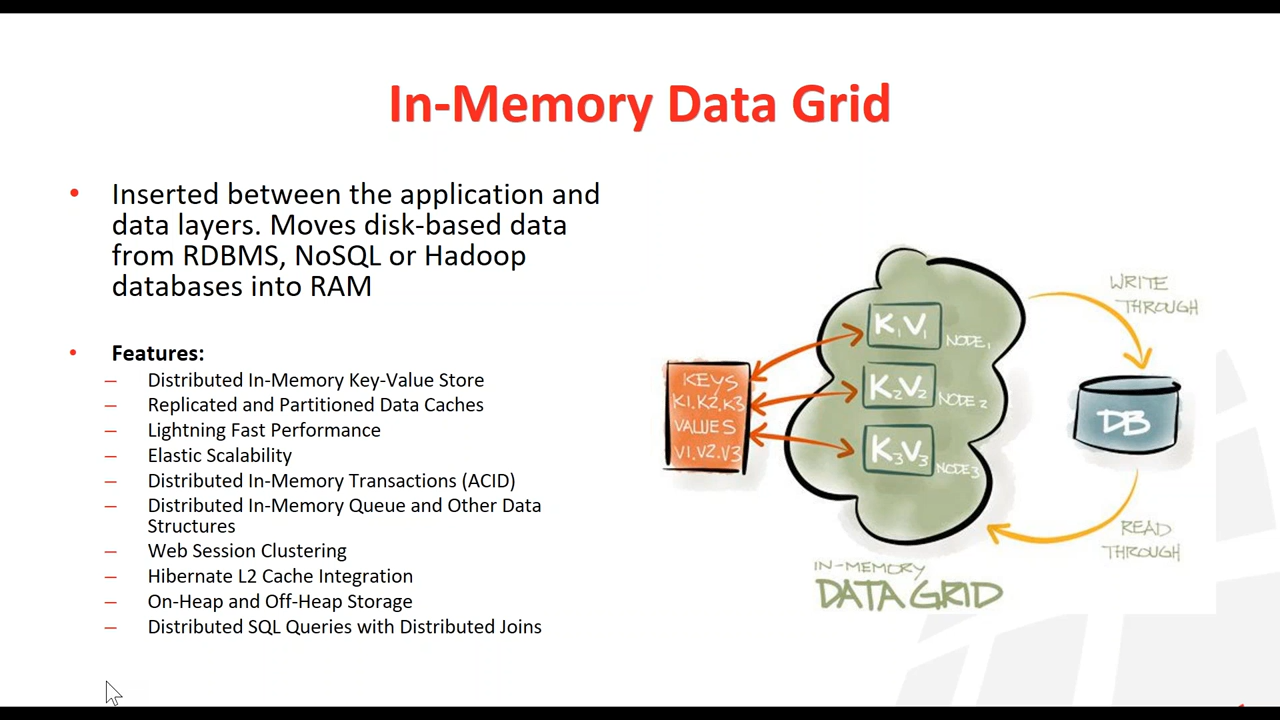 In-Memory Data Grid
• Inserted between the application and
data layers. Moves disk-based data
from RDBMS, NoSQL or Hadoop
databases into RAM
• Features:
– Distributed In-Memory Key-Value Store
– Replicated and Partitioned Data Caches
– Lightning Fast Performance
– Elastic Scalability
– Distributed In-Memory Transactions (ACID)
– Distributed In-Memory Queue and Other Data
Structures
– Web Session Clustering
– Hibernate L2 Cache Integration
– On-Heap and Off-Heap Storage
– Distributed SQL Queries with Distributed Joins
KEYS
K1.K2.K3
VALUES
V1.V2.V3
K1V1
NODE1
K2V2
NODE 2
K3V3
NODE3
WRITE
THROUGH
DB
READ
THROUGH
IN-MEMORY
DATA GRID